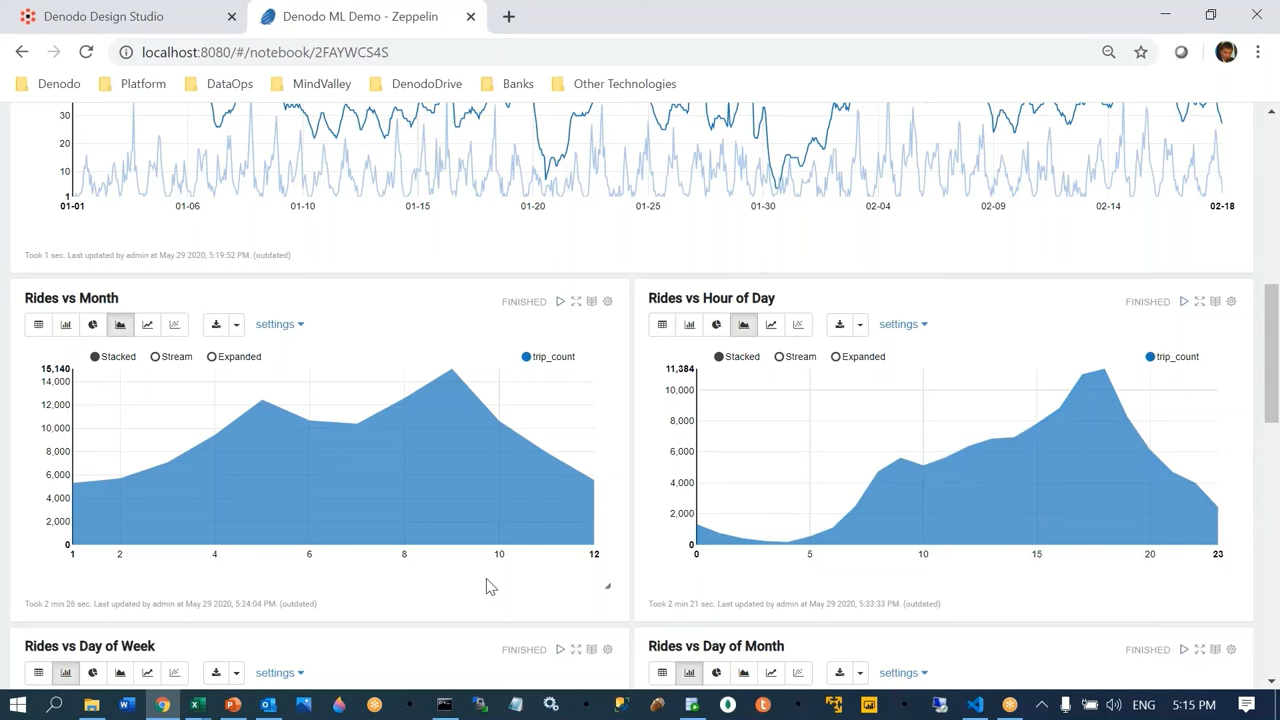 Denodo Design Studio
Denodo ML Demo - Zeppelin
localhost:8080/#/notebook/2FAYWCS4S
Denodo
Platform
DataOps
MindValley
DenodoDrive
Banks
Other Technologies
30
20
10
1
01-01
01-06
01-10
01-15
01-20
01-25
01-30
02-04
02-09
02-14
02-18
Took 1 sec. Last updated by admin at May 29 2020, 5:19:52 PM. (outdated)
Rides vs Month
FINISHED
settings
Stacked
Stream
Expanded
trip_count
15,140
14,000
12,000
10,000
8,000
6,000
4,000
2,000
0
1
2
4
6
8
10
12
Took 2 min 26 sec. Last updated by admin at May 29 2020, 5:24:04 PM. (outdated)
Rides vs Hour of Day
FINISHED
settings
Stacked
Stream
Expanded
trip_count
11,384
10,000
8,000
6,000
4,000
2,000
0
0
5
10
15
20
23
Took 2 min 21 sec. Last updated by admin at May 29 2020, 5:33:33 PM. (outdated)
Rides vs Day of Week
FINISHED
settings
Rides vs Day of Month
FINISHED
settings
ENG
5:15 PM